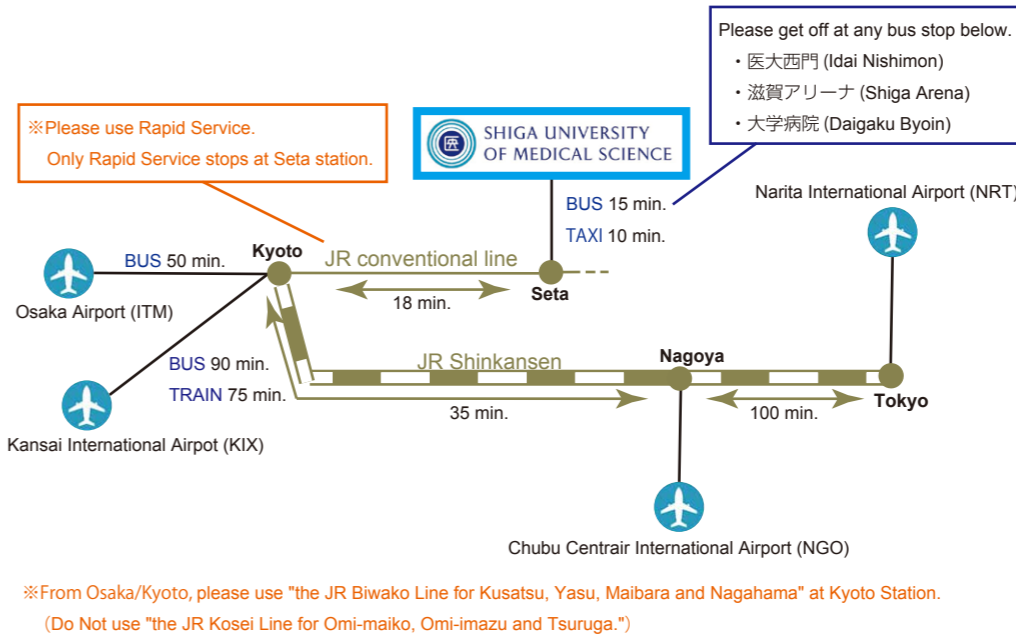 Please get off at any bus stop below.
・医大西門 (Idai Nishimon)
・滋賀アリーナ (Shiga Arena)
・大学病院 (Daigaku Byoin)
※Please use Rapid Service.
Only Rapid Service stops at Seta station.
医
SHIGA UNIVERSITY
OF MEDICAL SCIENCE
BUS 15 min.
TAXI 10 min.
Narita International Airport (NRT)
Kyoto
JR conventional line
BUS 50 min.
18 min.
Seta
Osaka Airport (ITM)
BUS 90 min.
TRAIN 75 min.
JR Shinkansen
Nagoya
35 min.
100 min.
Tokyo
Kansai International Airpot (KIX)
Chubu Centrair International Airport (NGO)
※From Osaka/Kyoto, please use "the JR Biwako Line for Kusatsu, Yasu, Maibara and Nagahama" at Kyoto Station.
（Do Not use "the JR Kosei Line for Omi-maiko, Omi-imazu and Tsuruga."）